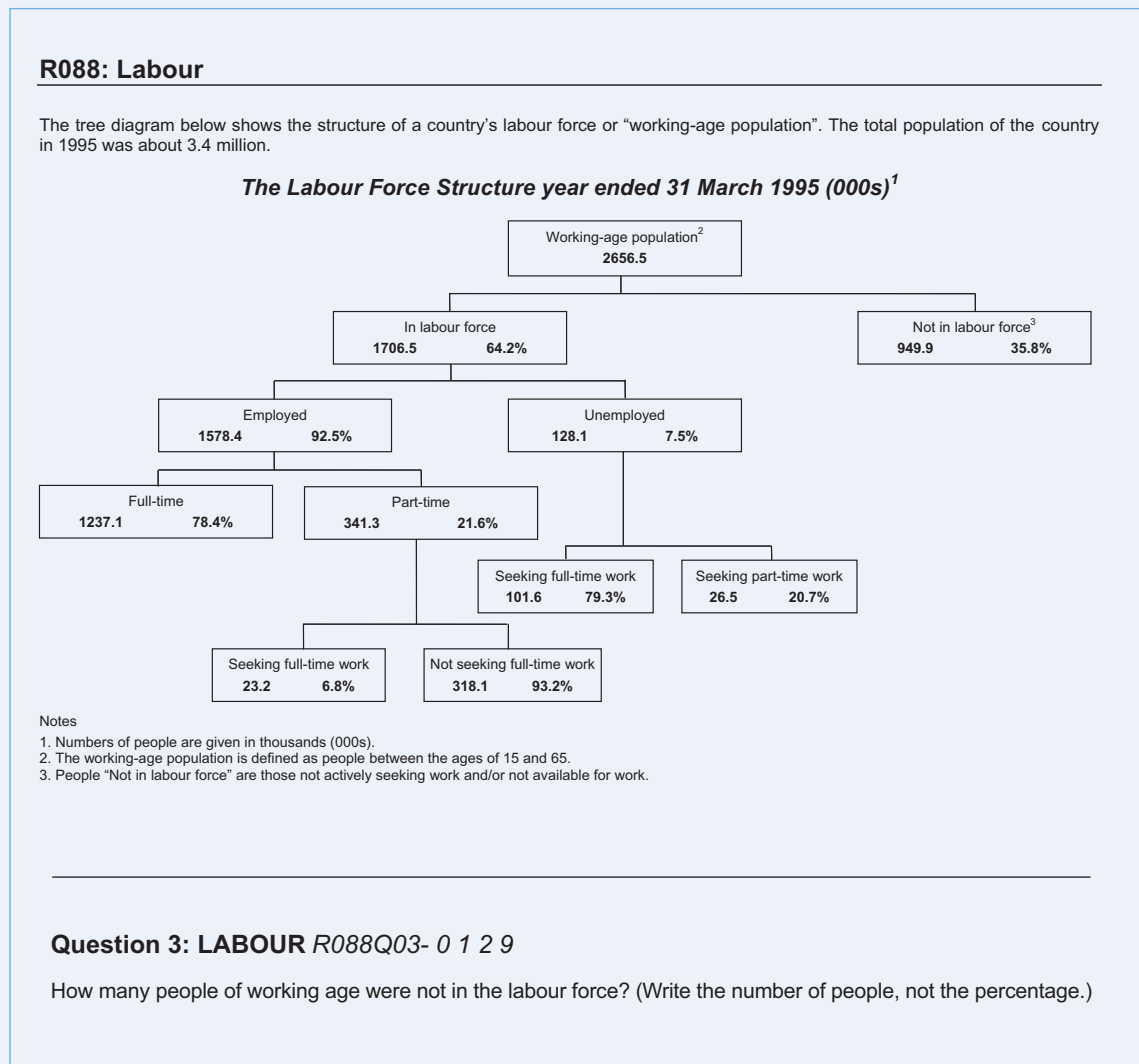 R088: Labour
The tree diagram below shows the structure of a country's labour force or “working-age population”. The total population of the country
in 1995 was about 3.4 million.
The Labour Force Structure year ended 31 March 1995 (000s)¹
Working-age population²
2656.5
In labour force
1706.5 64.2%
Not in labour force³
949.9 35.8%
Employed
1578.4 92.5%
Unemployed
128.1 7.5%
Full-time
1237.1 78.4%
Part-time
341.3 21.6%
Seeking full-time work
101.6 79.3%
Seeking part-time work
26.5 20.7%
Seeking full-time work
23.2 6.8%
Not seeking full-time work
318.1 93.2%
Notes
1. Numbers of people are given in thousands (000s).
2. The working-age population is defined as people between the ages of 15 and 65.
3. People “Not in labour force” are those not actively seeking work and/or not available for work.
Question 3: LABOUR R088Q03- 0 1 2 9
How many people of working age were not in the labour force? (Write the number of people, not the percentage.)